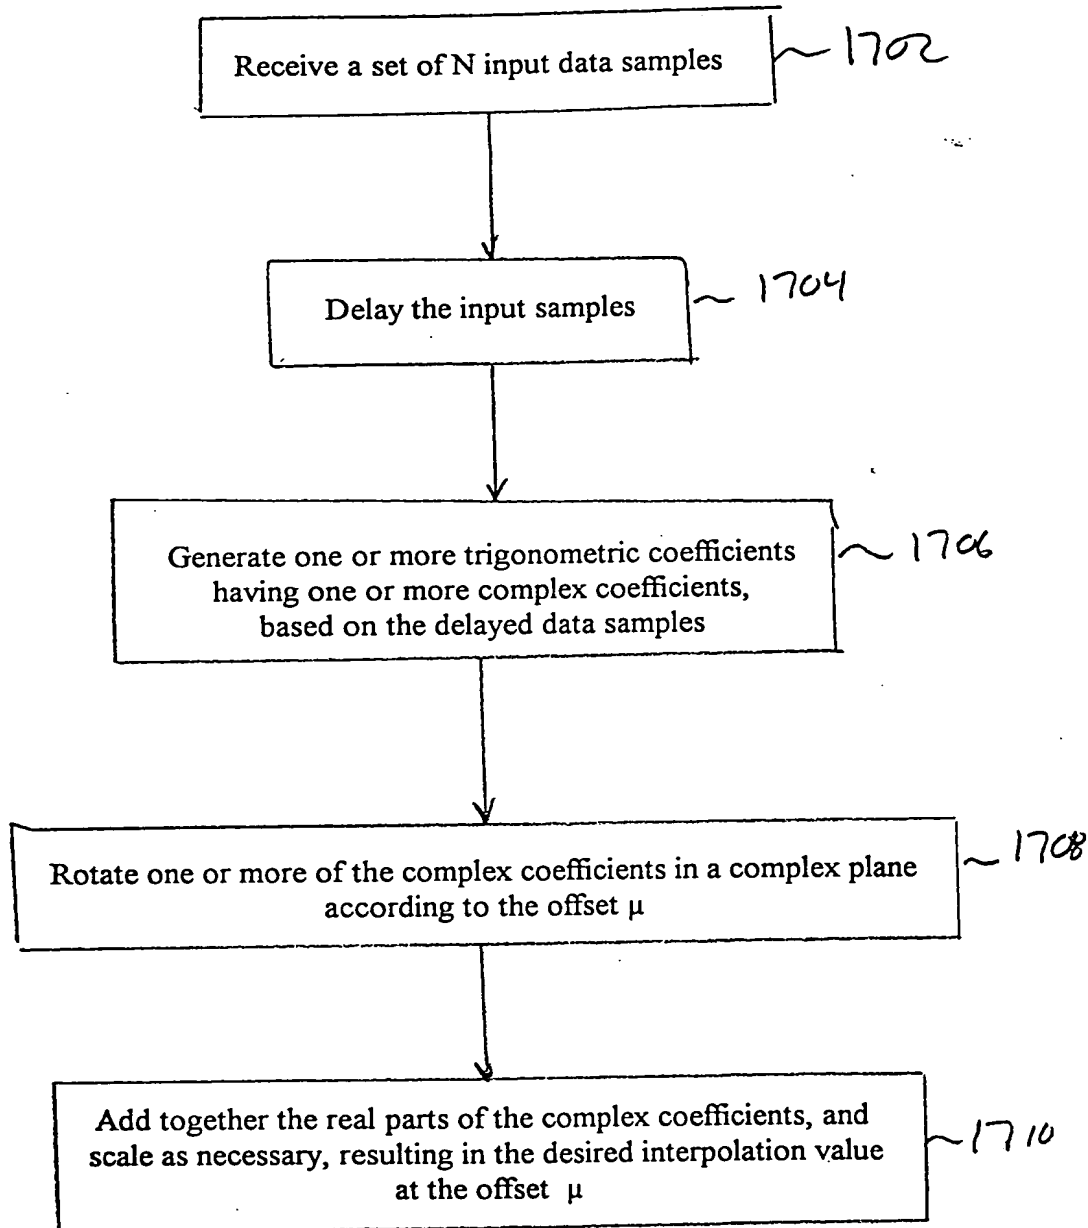 Receive a set of N input data samples
1702
Delay the input samples
1704
Generate one or more trigonometric coefficients
having one or more complex coefficients,
based on the delayed data samples
1706
Rotate one or more of the complex coefficients in a complex plane
according to the offset μ
1708
Add together the real parts of the complex coefficients, and
scale as necessary, resulting in the desired interpolation value
at the offset μ
1710